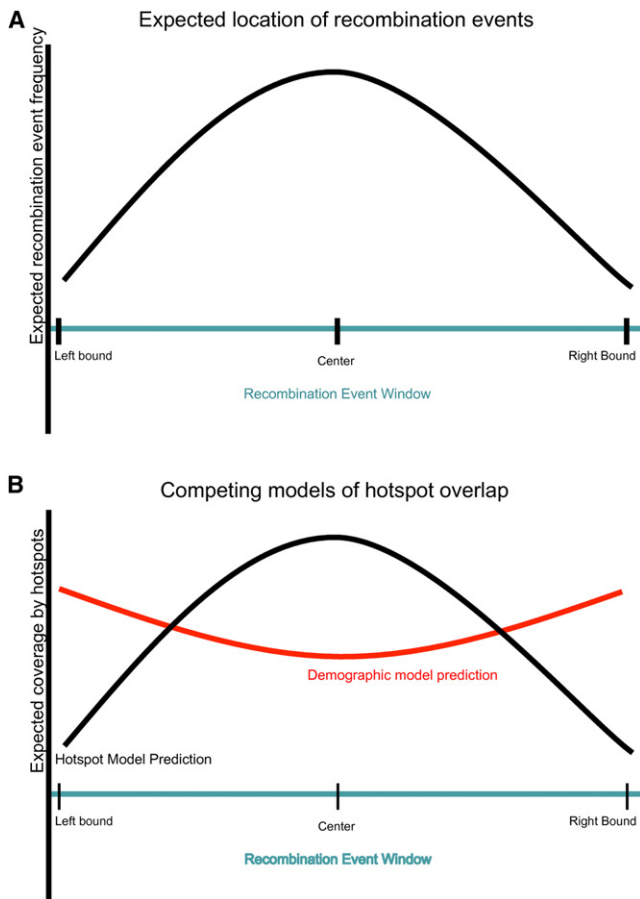 A
Expected location of recombination events
Expected recombination event frequency
Left bound
Center
Right Bound
Recombination Event Window
B
Competing models of hotspot overlap
Expected coverage by hotspots
Demographic model prediction
Hotspot Model Prediction
Left bound
Center
Right Bound
Recombination Event Window